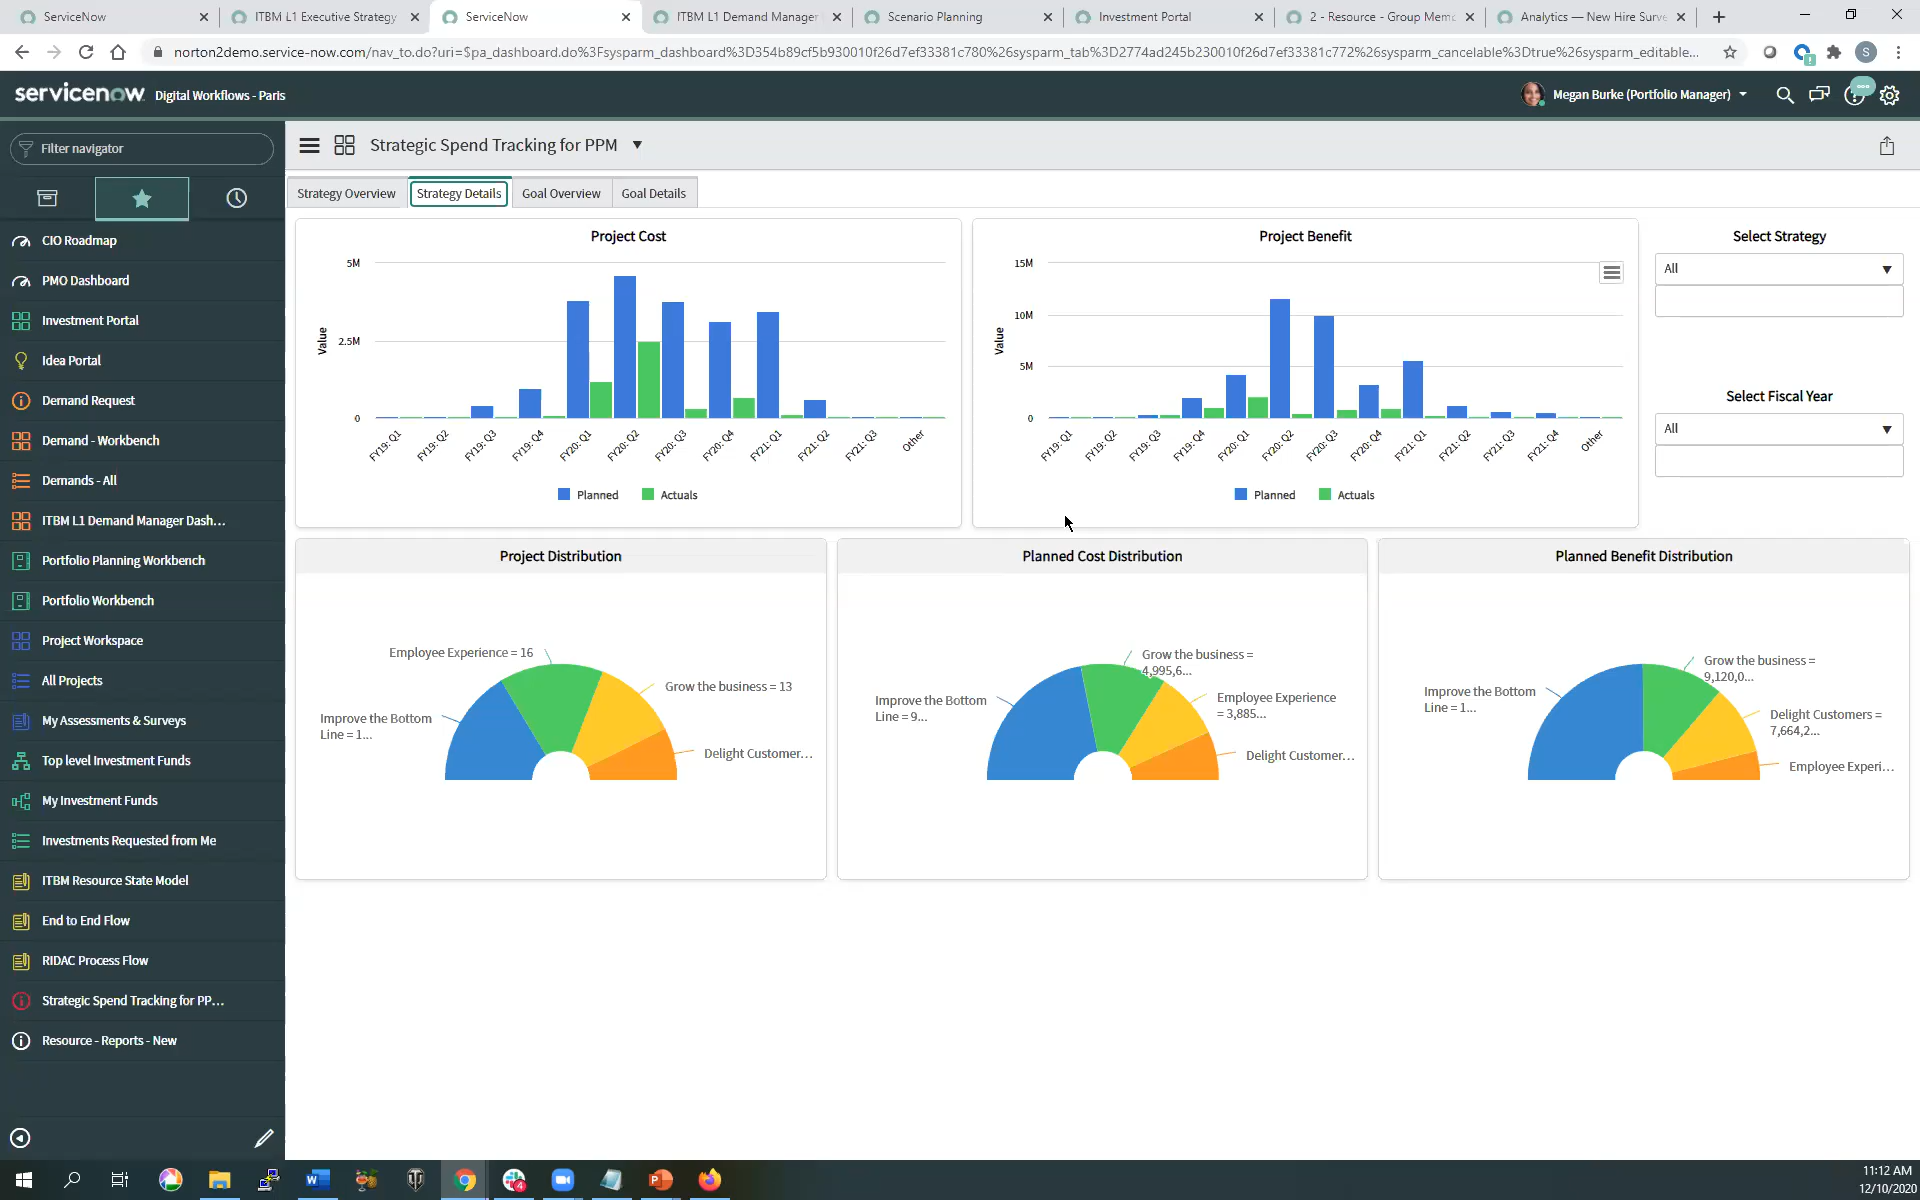 ServiceNow
ITBM L1 Executive Strategy
ServiceNow
ITBM L1 Demand Manager
Scenario Planning
Investment Portal
2 - Resource - Group Mem
Analytics — New Hire Surve
norton2demo.service-now.com/nav_to.do?uri=$pa_dashboard.do%3Fsysparm_dashboard%3D354b89cf5b930010f26d7ef33381c780%26sysparm_tab%3D2774ad245b230010f26d7ef33381c772%26sysparm_cancelable%3Dtrue%26sysparm_editable...
S
servicenow Digital Workflows - Paris
Megan Burke (Portfolio Manager)
Filter navigator
CIO Roadmap
PMO Dashboard
Investment Portal
Idea Portal
Demand Request
Demand - Workbench
Demands - All
ITBM L1 Demand Manager Dash...
Portfolio Planning Workbench
Portfolio Workbench
Project Workspace
All Projects
My Assessments & Surveys
Top level Investment Funds
My Investment Funds
Investments Requested from Me
ITBM Resource State Model
End to End Flow
RIDAC Process Flow
Strategic Spend Tracking for PP...
Resource - Reports - New
Strategic Spend Tracking for PPM
Strategy Overview
Strategy Details
Goal Overview
Goal Details
Project Cost
Value
5M
2.5M
0
FY19: Q1
FY19: Q2
FY19: Q3
FY19: Q4
FY20: Q1
FY20: Q2
FY20: Q3
FY20: Q4
FY21: Q1
FY21: Q2
FY21: Q3
Other
Planned
Actuals
Project Benefit
Value
15M
10M
5M
0
FY19: Q1
FY19: Q2
FY19: Q3
FY19: Q4
FY20: Q1
FY20: Q2
FY20: Q3
FY20: Q4
FY21: Q1
FY21: Q2
FY21: Q3
FY21: Q4
Other
Planned
Actuals
Select Strategy
All
Select Fiscal Year
All
Project Distribution
Employee Experience = 16
Grow the business = 13
Improve the Bottom
Line = 1...
Delight Customer...
Planned Cost Distribution
Grow the business =
4,995,6...
Improve the Bottom
Line = 9...
Employee Experience
= 3,885...
Delight Customer...
Planned Benefit Distribution
Grow the business =
9,120,0...
Improve the Bottom
Line = 1...
Delight Customers =
7,664,2...
Employee Experi...
4
11:12 AM
12/10/2020